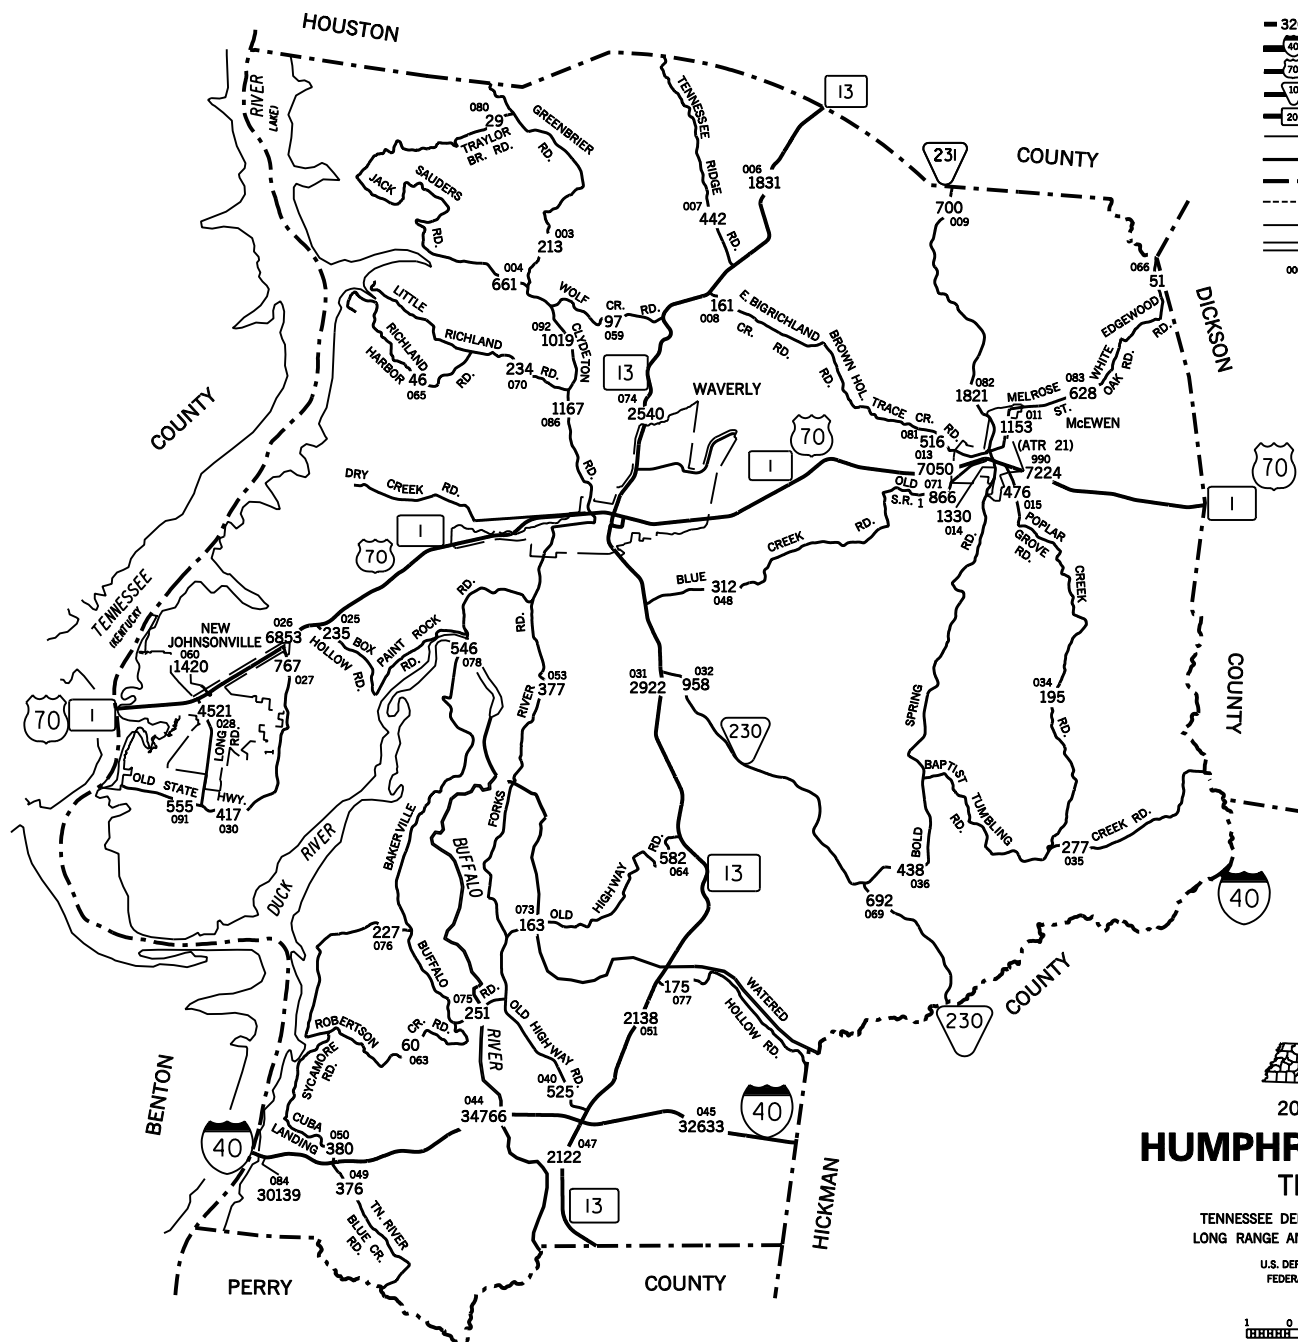 HOUSTON
32
40
70
10
20
00
RIVER
LAKE)
080
29
TRAYLOR
BR. RD.
GREENBRIER
RD.
JACK
SAUDERS
RD.
TENNESSEE
RIDGE
RD.
13
231
COUNTY
006
1831
007
442
700
009
003
213
004
661
066
51
DICKSON
WOLF
CR.
RD.
97
059
161
008
E. BIGRICHLAND
CR.
RD.
LITTLE
RICHLAND
RD.
234
070
RICHLAND
HARBOR
46
065
RD.
092
1019
CLYDETON
RD.
1167
086
13
074
2540
WAVERLY
BROWN HOL.
RD.
TRACE CR.
RD.
081
516
082
1821
MELROSE
ST.
011
1153
083
628
WHITE
OAK RD.
EDGEWOOD
RD.
McEWEN
(ATR 21)
990
7224
COUNTY
70
1
013
7050
OLD
S.R. 1
071
866
1330
014
476
015
70
1
DRY
CREEK
RD.
1
70
BLUE
CREEK
RD.
312
048
RD.
POPLAR
GROVE
RD.
CREEK
TENNESSEE
(KENTUCKY
NEW
JOHNSONVILLE
026
6853
060
1420
767
027
025
235
BOX
HOLLOW RD.
PAINT ROCK
RD.
RD.
546
078
RD.
RIVER
053
377
FORKS
031
2922
032
958
230
SPRING
034
195
RD.
COUNTY
70
1
4521
028
LONG
RD.
1
OLD
STATE
HWY.
555
091
417
030
BAPTIST
RD.
TUMBLING
BOLD
438
036
277
035
CREEK RD.
DUCK
RIVER
BAKERVILLE
BUFFALO
HIGHWAY
RD.
582
064
13
692
069
40
227
076
BUFFALO
073
163
OLD
075
251
RD.
RIVER
OLD HIGHWAY RD.
175
077
WATERED
HOLLOW RD.
2138
051
COUNTY
230
ROBERTSON
CR.
RD.
60
063
SYCAMORE
RD.
040
525
BENTON
40
CUBA
LANDING
050
380
044
34766
045
32633
40
047
2122
084
30139
049
376
TN. RIVER
BLUE CR.
RD.
13
HICKMAN
PERRY
COUNTY
20
HUMPHR
T
TENNESSEE DE
LONG RANGE A
U.S. DE
FEDER
1
0